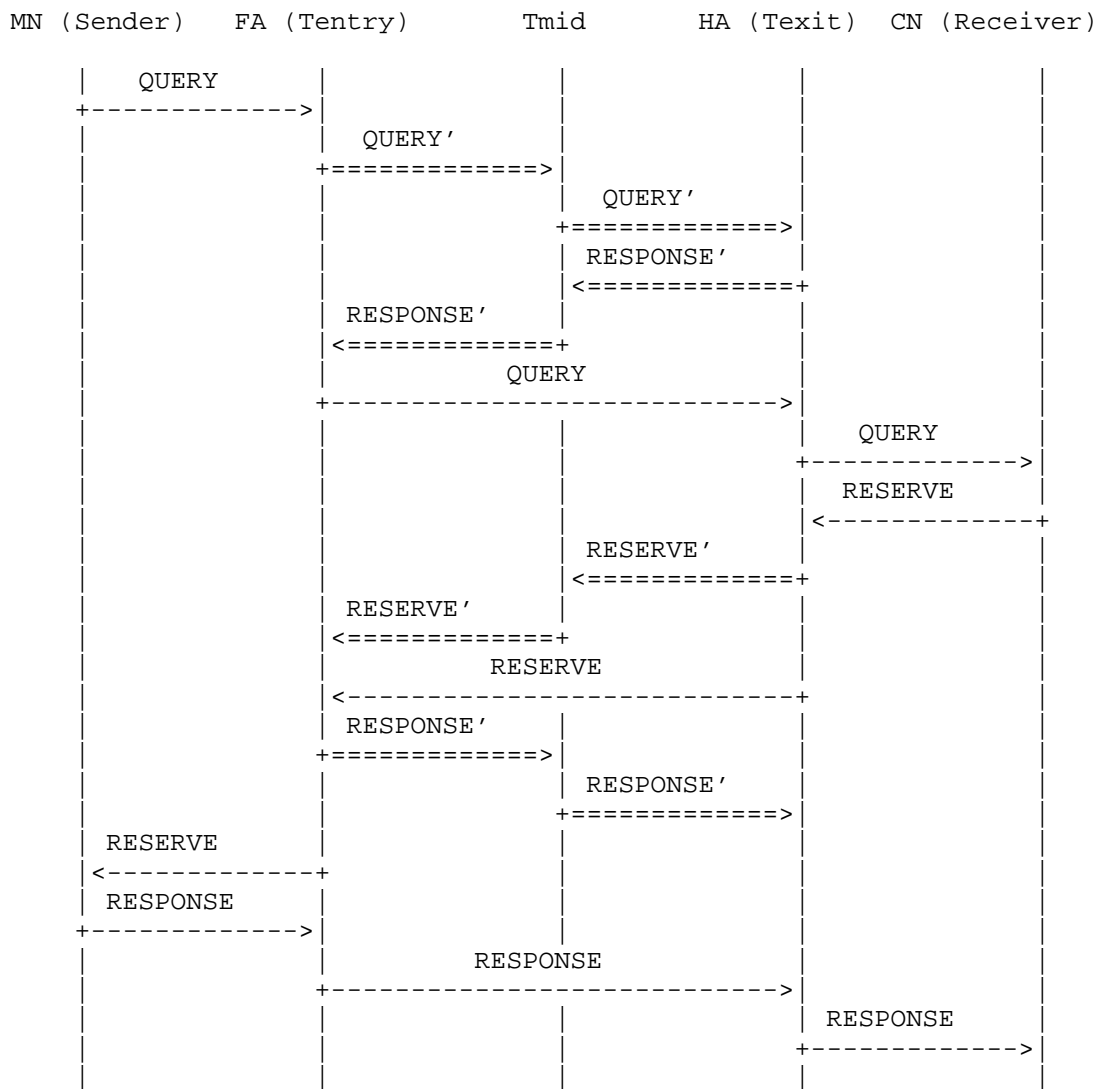 MN (Sender) FA (Tentry) Tmid HA (Texit) CN (Receiver)
QUERY
QUERY'
QUERY'
RESPONSE'
RESPONSE'
QUERY
QUERY
RESERVE
RESERVE'
RESERVE'
RESERVE
RESPONSE'
RESPONSE'
RESERVE
RESPONSE
RESPONSE
RESPONSE